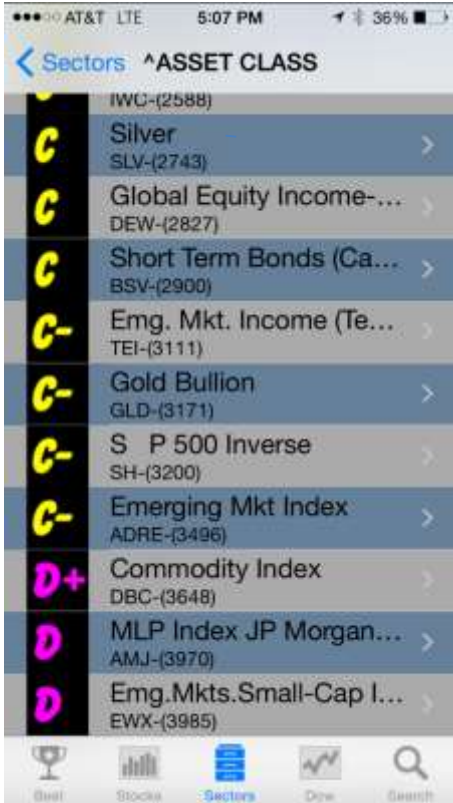 AT&T LTE 5:07 PM 36%
Sectors ^ASSET CLASS
IWC-(2588)
C Silver
SLV-(2743)
C Global Equity Income-...
DEW-(2827)
C Short Term Bonds (Ca...
BSV-(2900)
C- Emg. Mkt. Income (Te...
TEI-(3111)
C- Gold Bullion
GLD-(3171)
C- S P 500 Inverse
SH-(3200)
C- Emerging Mkt Index
ADRE-(3496)
D+ Commodity Index
DBC-(3648)
D MLP Index JP Morgan...
AMJ-(3970)
D Emg.Mkts.Small-Cap I...
EWX-(3985)
Stocks Sectors Dow Search